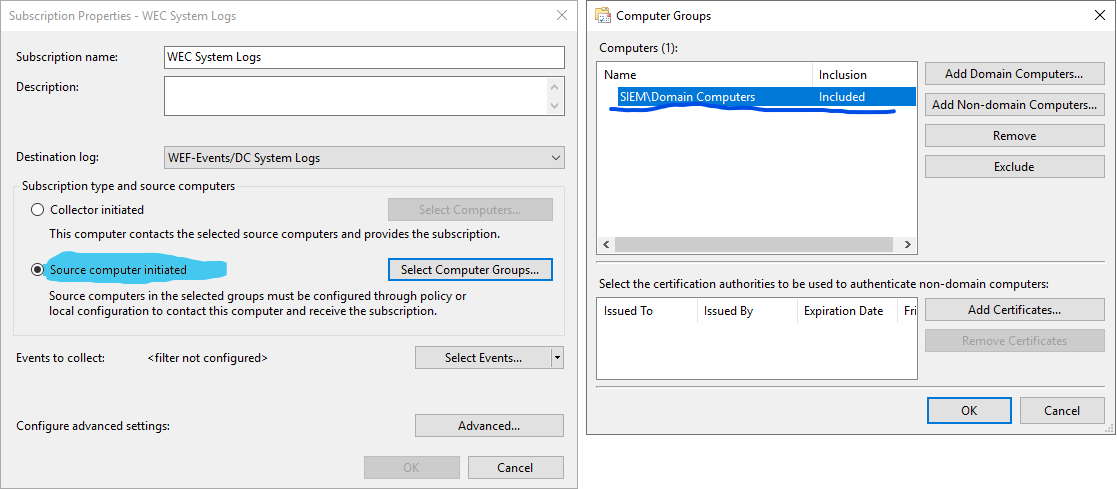 Subscription Properties - WEC System Logs
Subscription name: WEC System Logs
Description:
Destination log: WEF-Events/DC System Logs
Subscription type and source computers
Collector initiated Select Computers...
This computer contacts the selected source computers and provides the subscription.
Source computer initiated Select Computer Groups...
Source computers in the selected groups must be configured through policy or
local configuration to contact this computer and receive the subscription.
Events to collect: <filter not configured> Select Events...
Configure advanced settings: Advanced...
OK Cancel
Computer Groups
Computers (1):
Name Inclusion
SIEM\Domain Computers Included
Add Domain Computers...
Add Non-domain Computers...
Remove
Exclude
Select the certification authorities to be used to authenticate non-domain computers:
Issued To Issued By Expiration Date Fri
Add Certificates...
Remove Certificates
OK Cancel